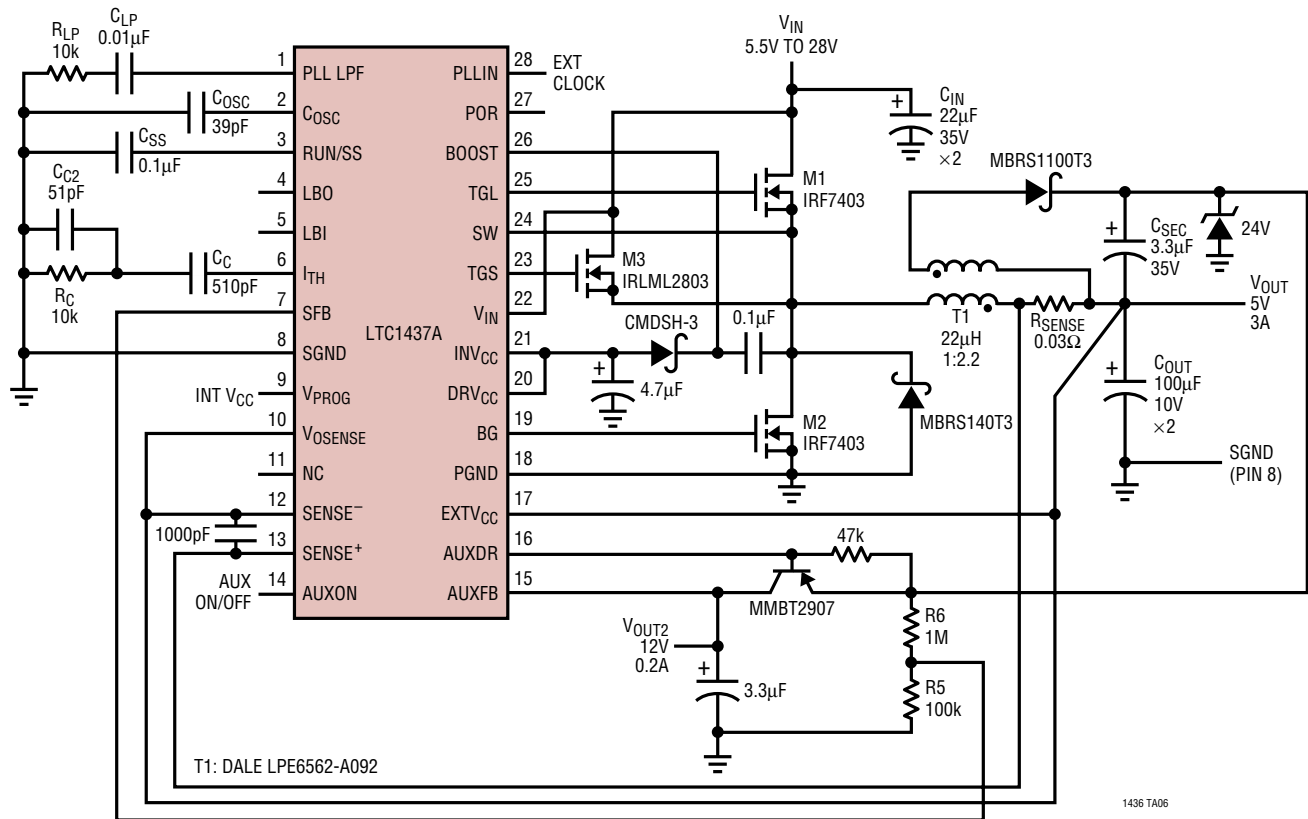 CLP
0.01µF
RLP
10k
COSC
39pF
CSS
0.1µF
CC2
51pF
CC
510pF
RC
10k
INT VCC
1000pF
AUX
ON/OFF
1 PLL LPF
2 COSC
3 RUN/SS
4 LBO
5 LBI
6 ITH
7 SFB
8 SGND
9 VPROG
10 VOSENSE
11 NC
12 SENSE−
13 SENSE+
14 AUXON
LTC1437A
PLLIN 28
POR 27
BOOST 26
TGL 25
SW 24
TGS 23
VIN 22
INVCC 21
DRVCC 20
BG 19
PGND 18
EXTVCC 17
AUXDR 16
AUXFB 15
EXT
CLOCK
VIN
5.5V TO 28V
+
CIN
22µF
35V
×2
M1
IRF7403
M3
IRLML2803
CMDSH-3
0.1µF
+
4.7µF
M2
IRF7403
MBRS140T3
MBRS1100T3
+
CSEC
3.3µF
35V
24V
T1
22µH
1:2.2
RSENSE
0.03Ω
VOUT
5V
3A
+
COUT
100µF
10V
×2
SGND
(PIN 8)
47k
MMBT2907
VOUT2
12V
0.2A
+
3.3µF
R6
1M
R5
100k
T1: DALE LPE6562-A092
1436 TA06